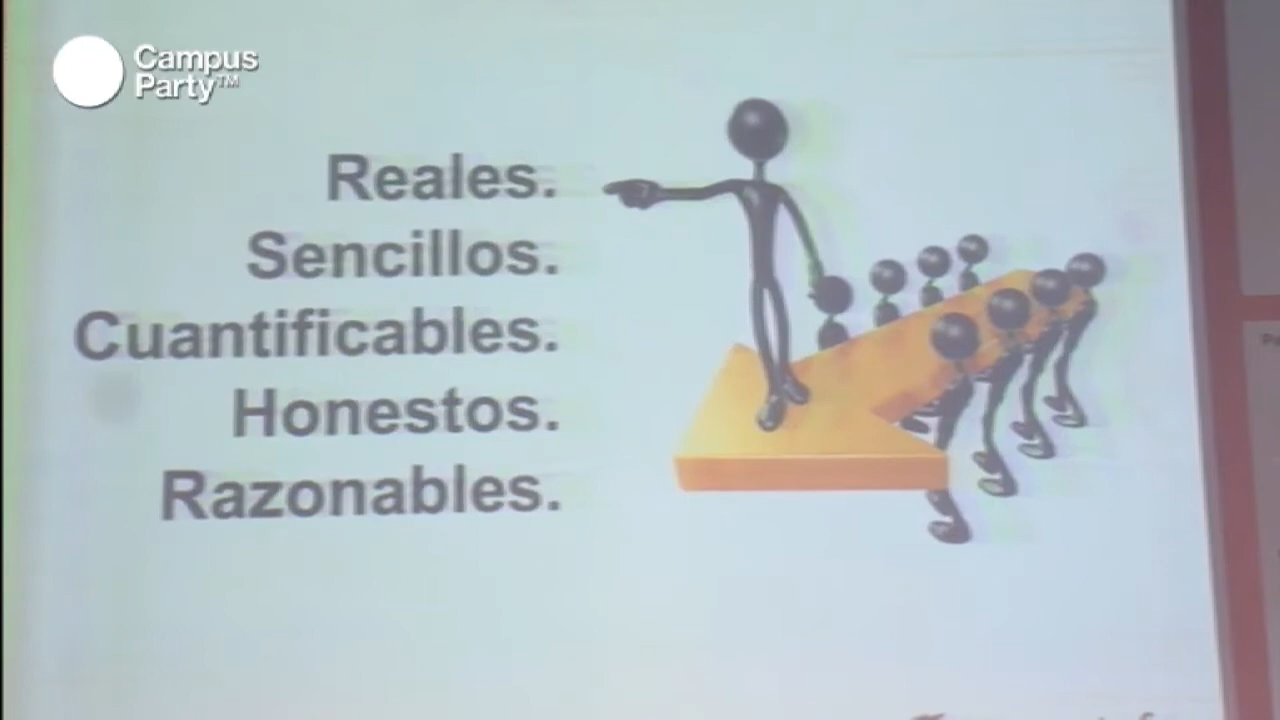 Campus
Party™
Reales.
Sencillos.
Cuantificables.
Honestos.
Razonables.